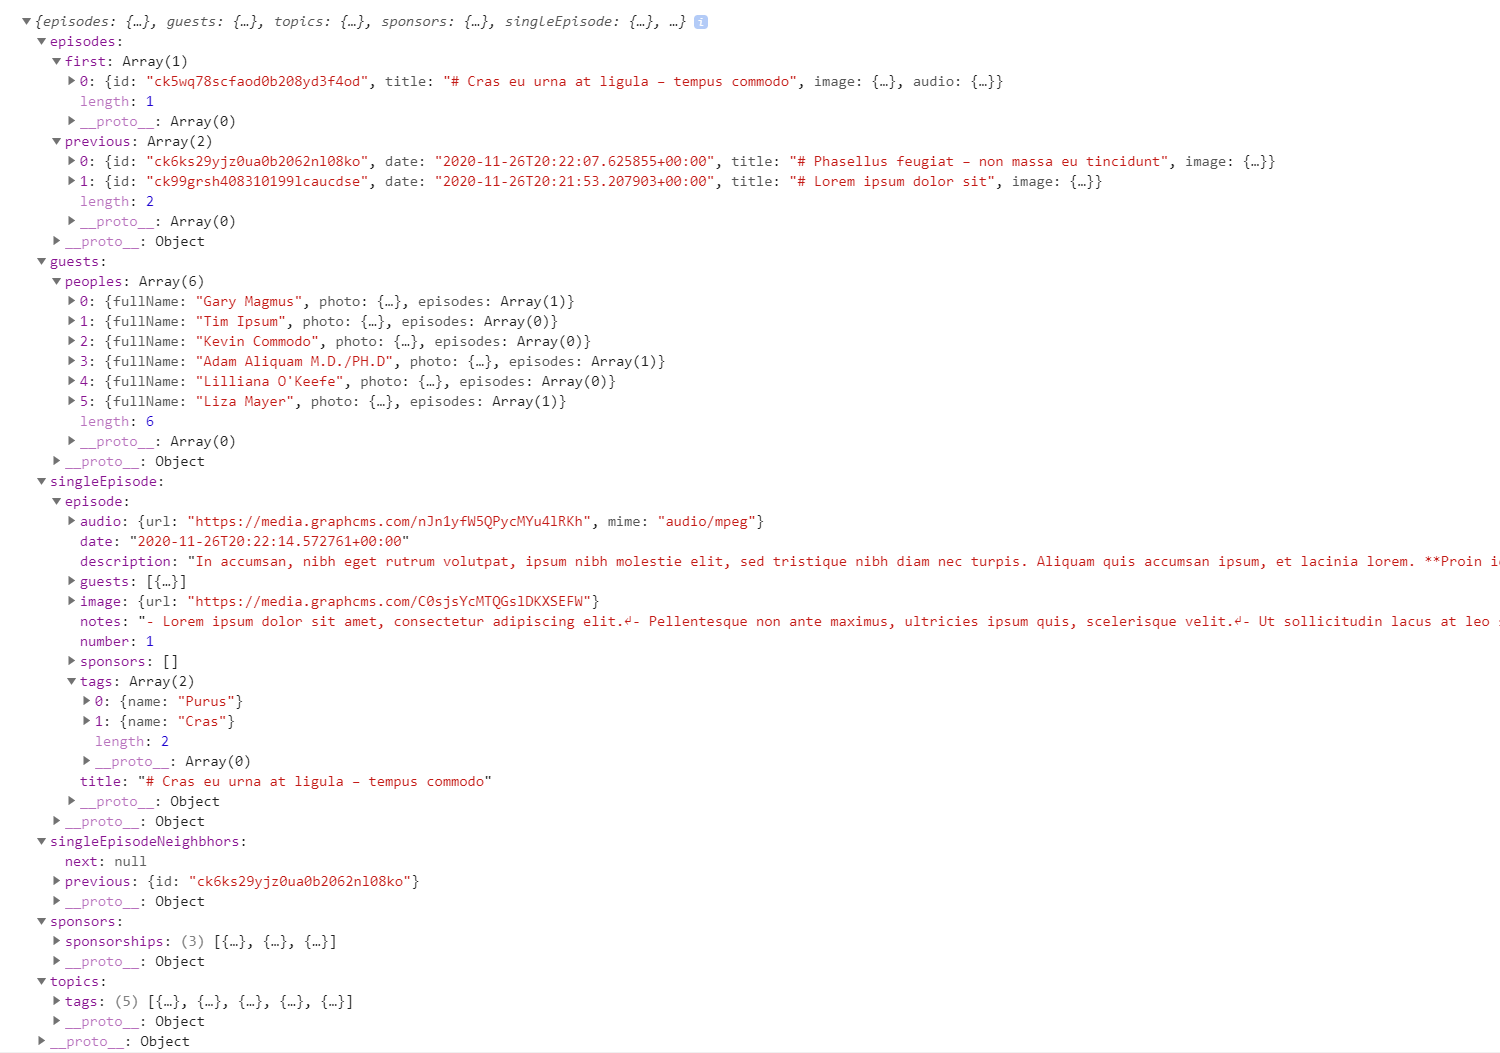 {episodes: {…}, guests: {…}, topics: {…}, sponsors: {…}, singleEpisode: {…}, …} i
episodes:
first: Array(1)
0: {id: "ck5wq78scfaod0b208yd3f4od", title: "# Cras eu urna at ligula – tempus commodo", image: {…}, audio: {…}}
length: 1
__proto__: Array(0)
previous: Array(2)
0: {id: "ck6ks29yjz0ua0b2062nl08ko", date: "2020-11-26T20:22:07.625855+00:00", title: "# Phasellus feugiat – non massa eu tincidunt", image: {…}}
1: {id: "ck99grsh408310199lcaucdse", date: "2020-11-26T20:21:53.207903+00:00", title: "# Lorem ipsum dolor sit", image: {…}}
length: 2
__proto__: Array(0)
__proto__: Object
guests:
peoples: Array(6)
0: {fullName: "Gary Magmus", photo: {…}, episodes: Array(1)}
1: {fullName: "Tim Ipsum", photo: {…}, episodes: Array(0)}
2: {fullName: "Kevin Commodo", photo: {…}, episodes: Array(0)}
3: {fullName: "Adam Aliquam M.D./PH.D", photo: {…}, episodes: Array(1)}
4: {fullName: "Lilliana O'Keefe", photo: {…}, episodes: Array(0)}
5: {fullName: "Liza Mayer", photo: {…}, episodes: Array(1)}
length: 6
__proto__: Array(0)
__proto__: Object
singleEpisode:
episode:
audio: {url: "https://media.graphcms.com/nJn1yfW5QPycMYu4lRKh", mime: "audio/mpeg"}
date: "2020-11-26T20:22:14.572761+00:00"
description: "In accumsan, nibh eget rutrum volutpat, ipsum nibh molestie elit, sed tristique nibh diam nec turpis. Aliquam quis accumsan ipsum, et lacinia lorem. **Proin
guests: [{…}]
image: {url: "https://media.graphcms.com/C0sjsYcMTQGslDKXSEFW"}
notes: "- Lorem ipsum dolor sit amet, consectetur adipiscing elit.↵- Pellentesque non ante maximus, ultricies ipsum quis, scelerisque velit.↵- Ut sollicitudin lacus at leo
number: 1
sponsors: []
tags: Array(2)
0: {name: "Purus"}
1: {name: "Cras"}
length: 2
__proto__: Array(0)
title: "# Cras eu urna at ligula – tempus commodo"
__proto__: Object
__proto__: Object
singleEpisodeNeighbhors:
next: null
previous: {id: "ck6ks29yjz0ua0b2062nl08ko"}
__proto__: Object
sponsors:
sponsorships: (3) [{…}, {…}, {…}]
__proto__: Object
topics:
tags: (5) [{…}, {…}, {…}, {…}, {…}]
__proto__: Object
__proto__: Object